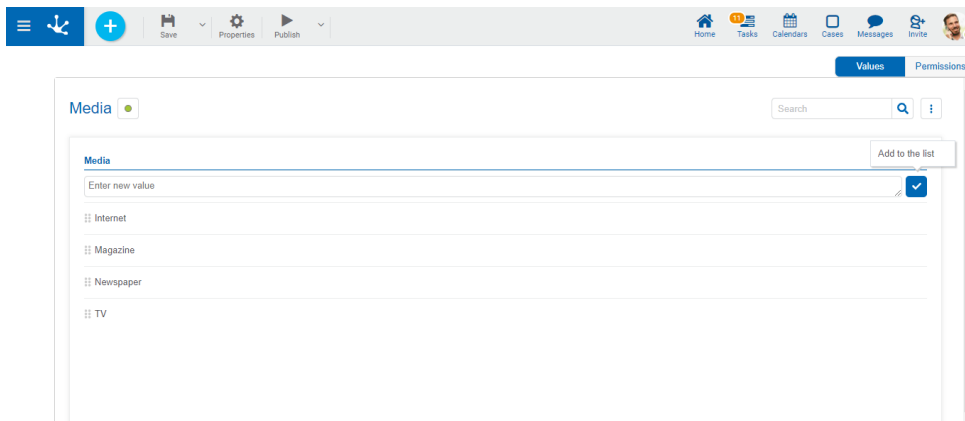 Save
Properties
Publish
Home
11
Tasks
Calendars
Cases
Messages
Invite
Values
Permissions
Media
Search
Add to the list
Media
Enter new value
Internet
Magazine
Newspaper
TV